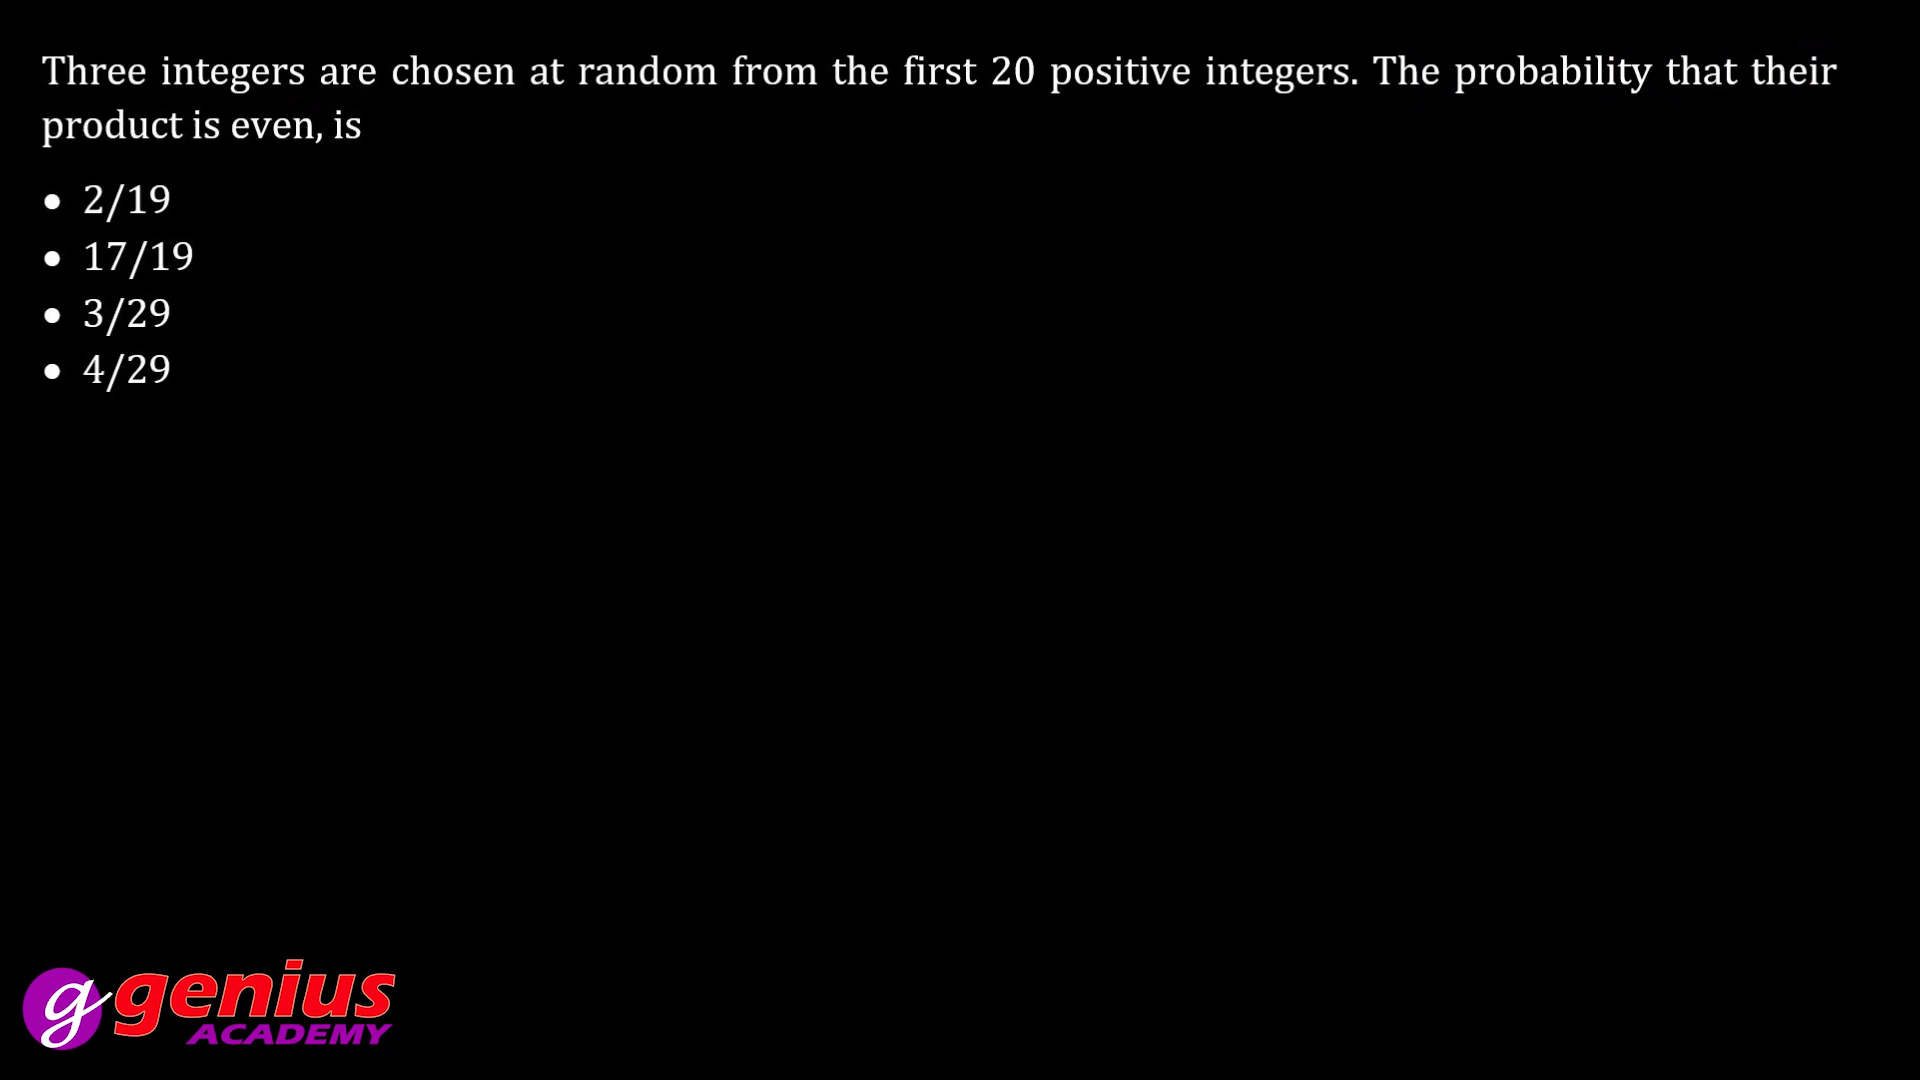 Three integers are chosen at random from the first 20 positive integers. The probability that their
product is even, is
• 2/19
• 17/19
• 3/29
• 4/29
g genius
ACADEMY